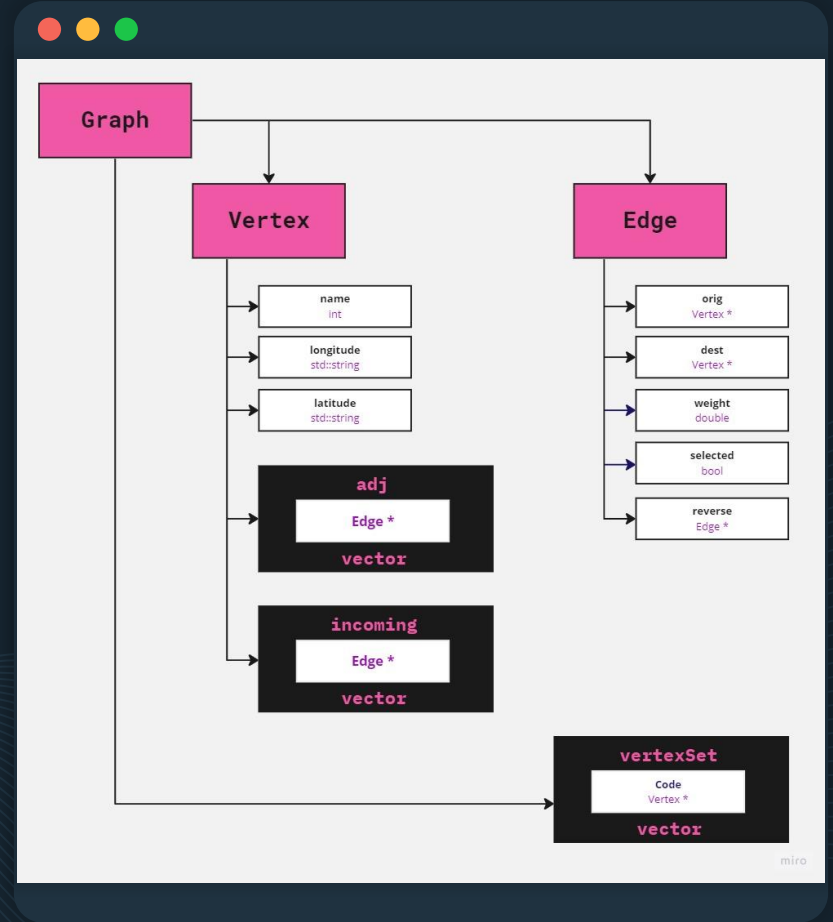 Graph
Vertex
Edge
name
int
longitude
std::string
latitude
std::string
adj
Edge *
vector
incoming
Edge *
vector
orig
Vertex *
dest
Vertex *
weight
double
selected
bool
reverse
Edge *
vertexSet
Code
Vertex *
vector
miro